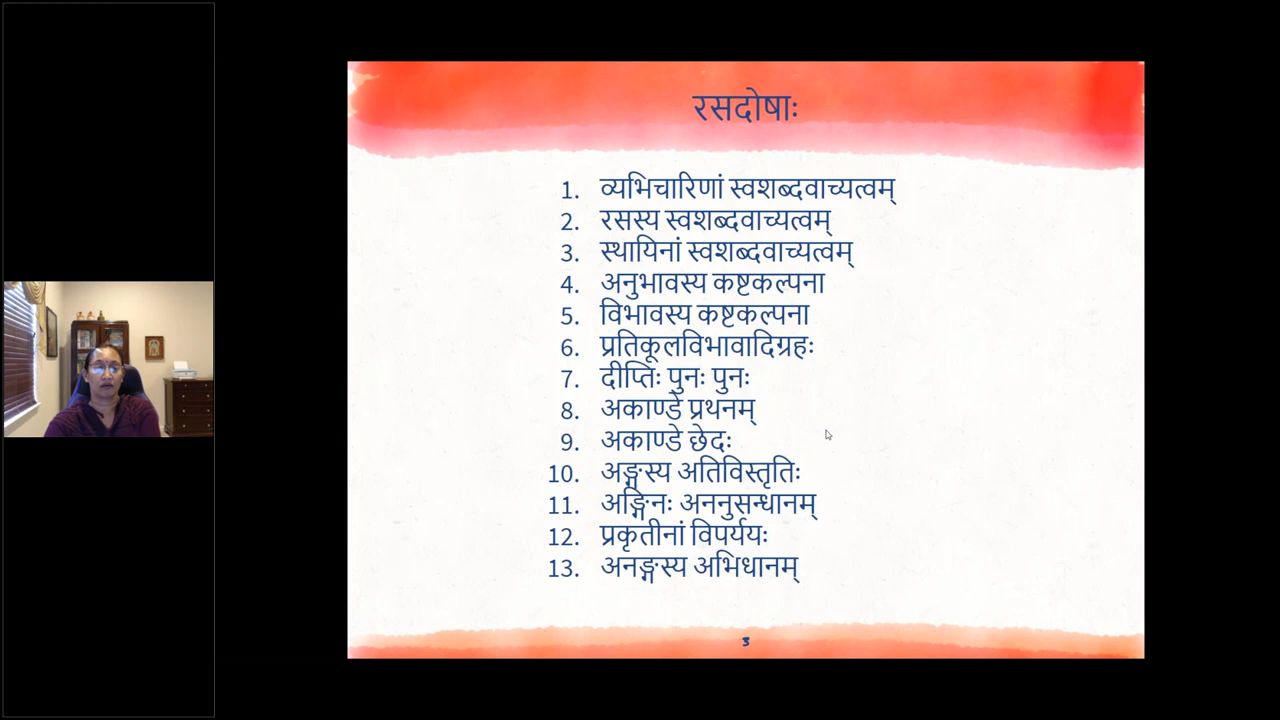 रसदोषाः
1. व्यभिचारिणां स्वशब्दवाच्यत्वम्
2. रसस्य स्वशब्दवाच्यत्वम्
3. स्थायिनां स्वशब्दवाच्यत्वम्
4. अनुभावस्य कष्टकल्पना
5. विभावस्य कष्टकल्पना
6. प्रतिकूलविभावादिग्रहः
7. दीप्तिः पुनः पुनः
8. अकाण्डे प्रथनम्
9. अकाण्डे छेदः
10. अङ्गस्य अतिविस्तृतिः
11. अङ्गिनः अननुसन्धानम्
12. प्रकृतीनां विपर्ययः
13. अनङ्गस्य अभिधानम्
3